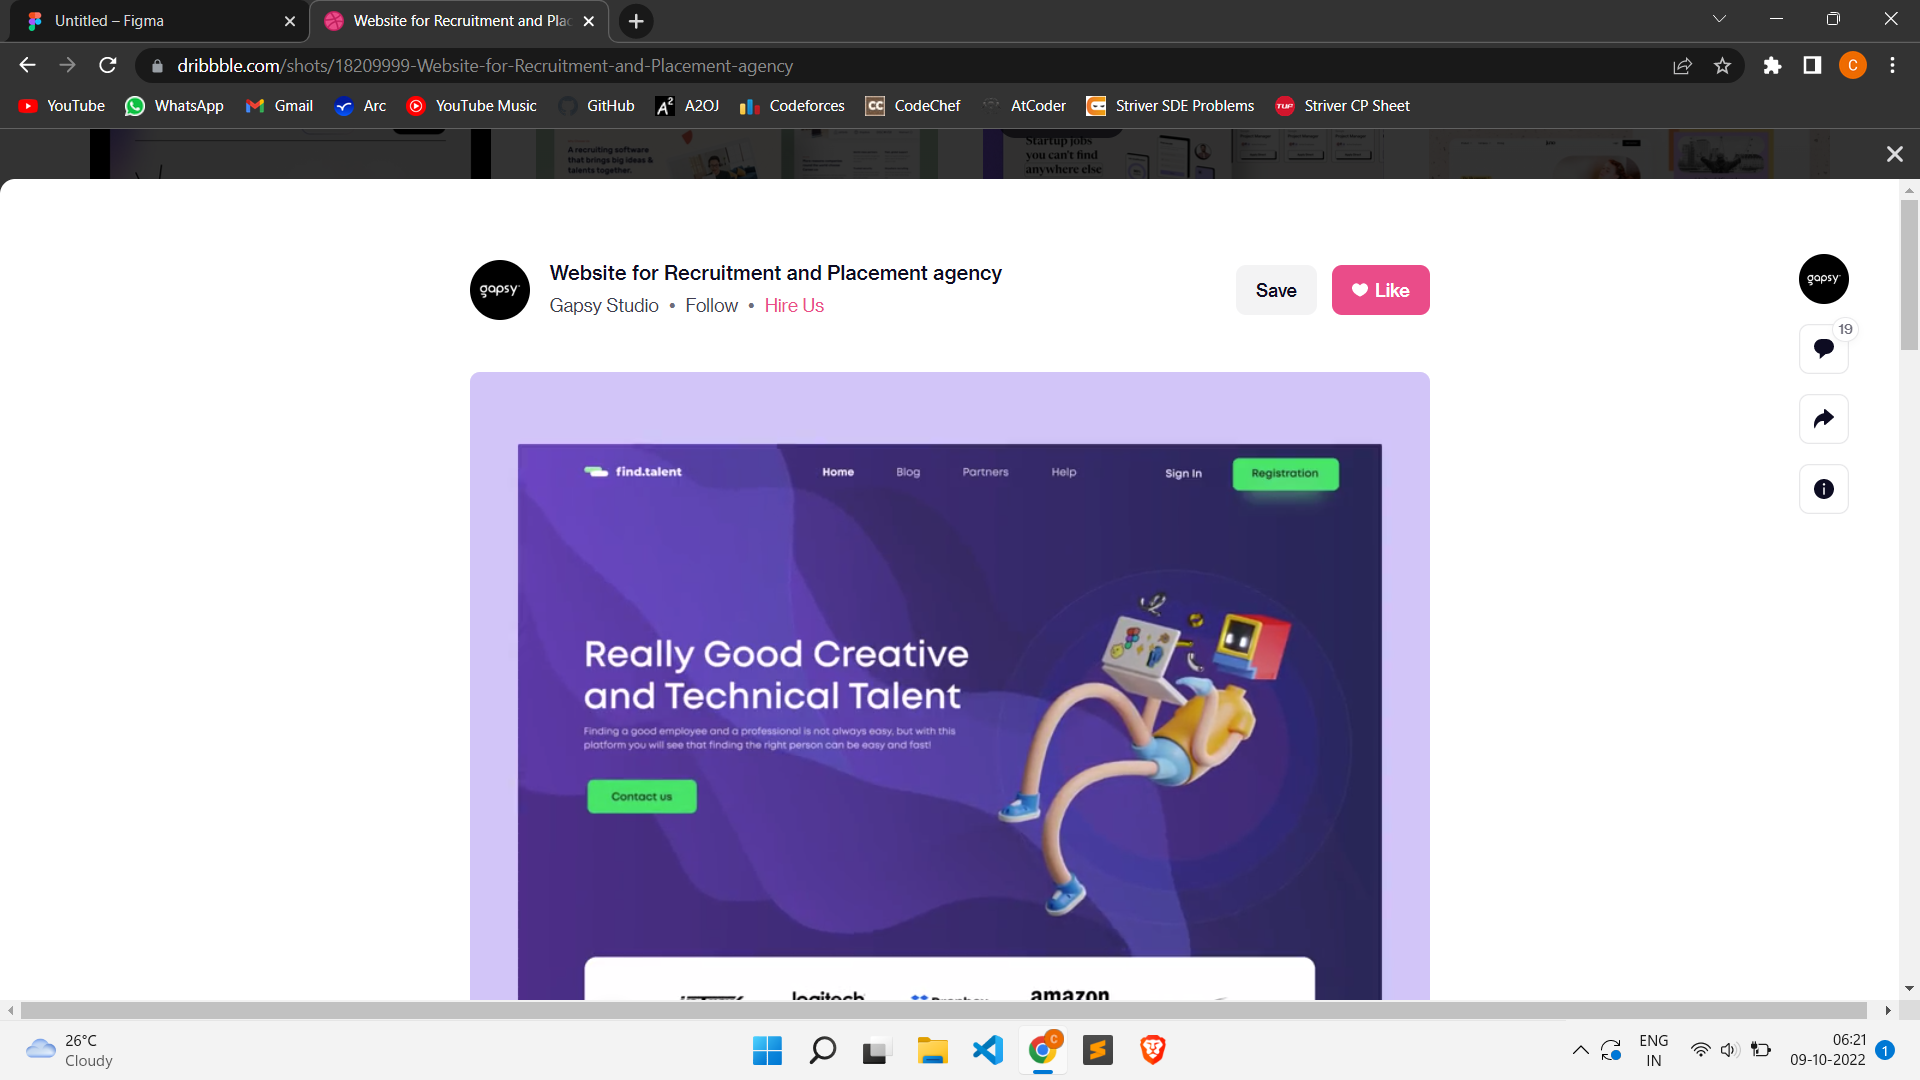 Untitled – Figma
Website for Recruitment and Plac
dribbble.com/shots/18209999-Website-for-Recruitment-and-Placement-agency
C
YouTube
WhatsApp
Gmail
Arc
YouTube Music
GitHub
A2OJ
Codeforces
CodeChef
AtCoder
Striver SDE Problems
Striver CP Sheet
A recruiting software
that brings big ideas &
talents together.
Startup jobs
you can't find
anywhere else
gapsy
Website for Recruitment and Placement agency
Gapsy Studio • Follow • Hire Us
Save
Like
gapsy
19
find.talent
Home
Blog
Partners
Help
Sign In
Registration
Really Good Creative
and Technical Talent
Finding a good employee and a professional is not always easy, but with this
platform you will see that finding the right person can be easy and fast!
Contact us
logitech
Dropbox
amazon
26°C
Cloudy
C
ENG
IN
06:21
09-10-2022
1